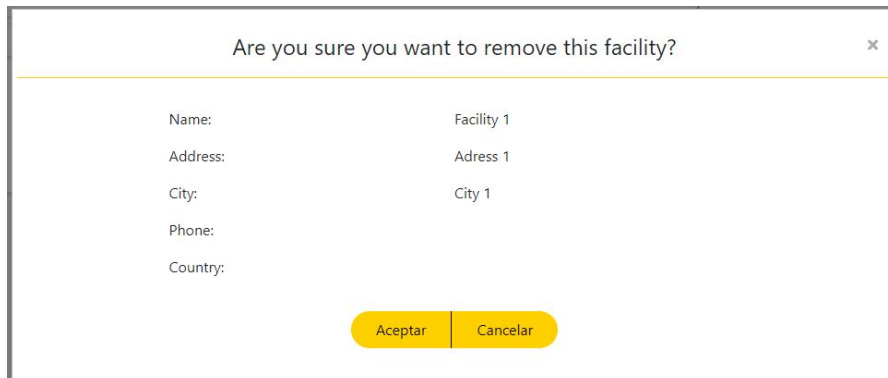 Are you sure you want to remove this facility? ×
Name: Facility 1
Address: Adress 1
City: City 1
Phone:
Country:
Aceptar Cancelar